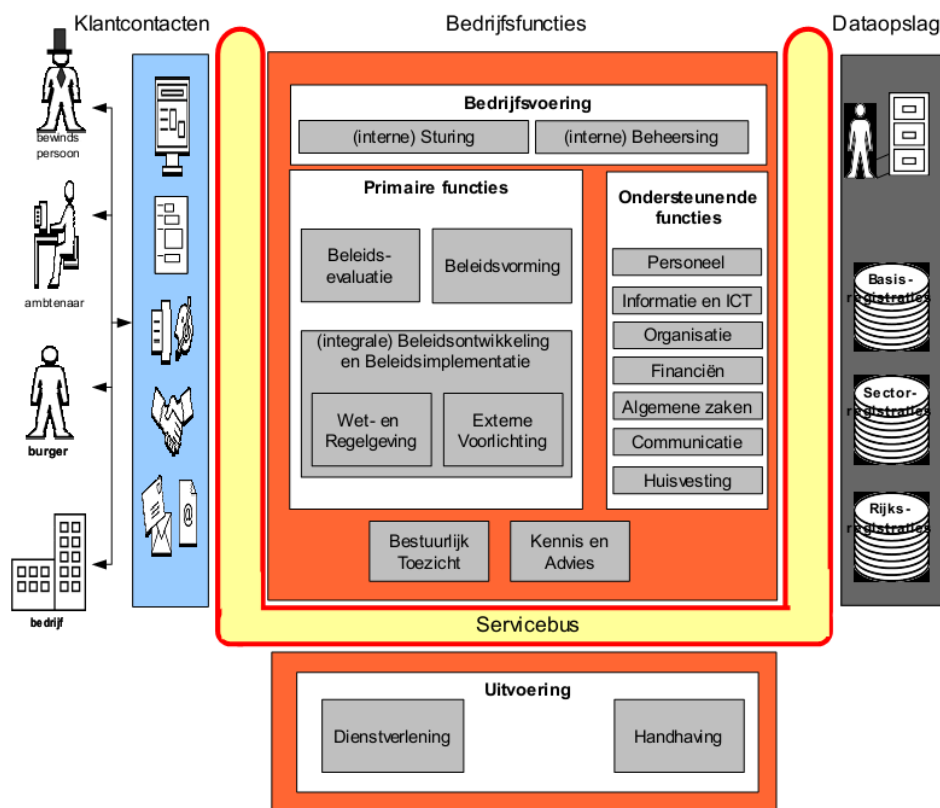 Klantcontacten
Bedrijfsfuncties
Dataopslag
bewinds
persoon
ambtenaar
burger
bedrijf
@
Bedrijfsvoering
(interne) Sturing
(interne) Beheersing
Primaire functies
Beleids-
evaluatie
Beleidsvorming
(integrale) Beleidsontwikkeling
en Beleidsimplementatie
Wet- en
Regelgeving
Externe
Voorlichting
Ondersteunende
functies
Personeel
Informatie en ICT
Organisatie
Financiën
Algemene zaken
Communicatie
Huisvesting
Bestuurlijk
Toezicht
Kennis en
Advies
Basis-
registraties
Sector-
registraties
Rijks-
registraties
Servicebus
Uitvoering
Dienstverlening
Handhaving